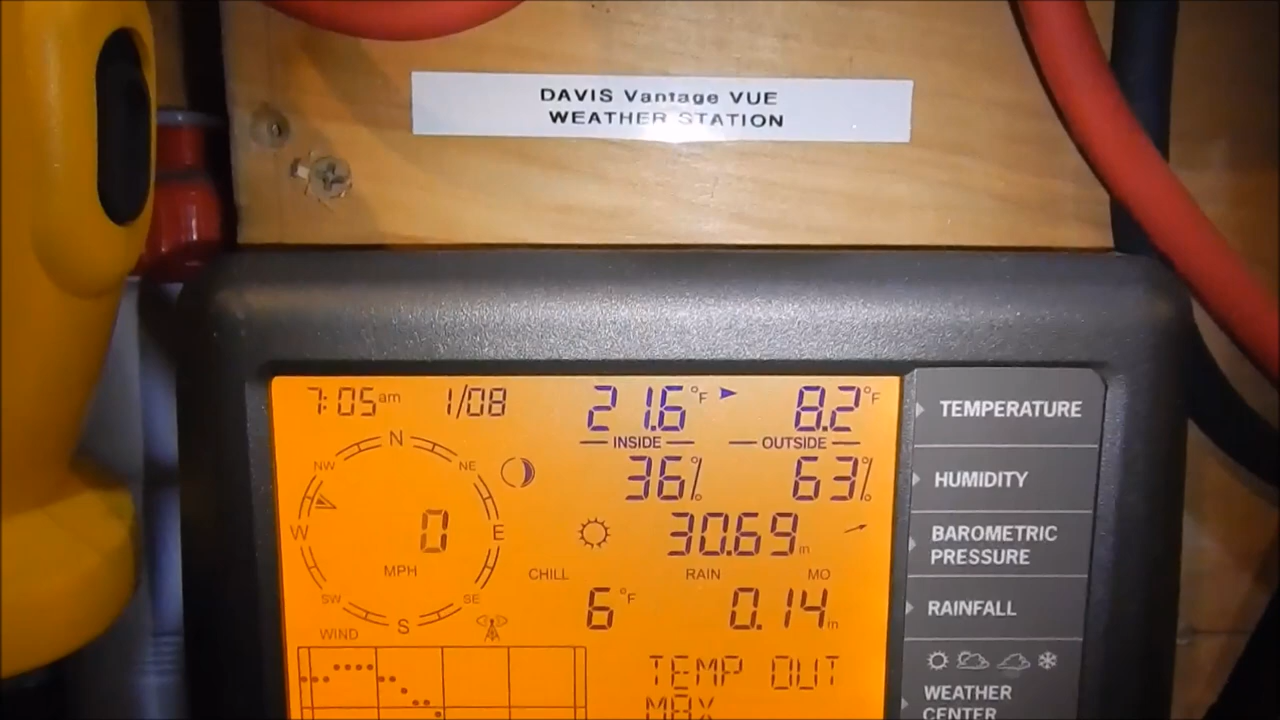 DAVIS Vantage VUE
WEATHER STATION
7:05 am 1/08 21.6 °F 8.2 °F TEMPERATURE
INSIDE OUTSIDE
36% 63% HUMIDITY
N
NW NE
W E
0
MPH
SW SE
S
WIND
30.69 in BAROMETRIC
PRESSURE
CHILL RAIN MO
6 °F 0.14 in RAINFALL
TEMP OUT
MAX
WEATHER
CENTER